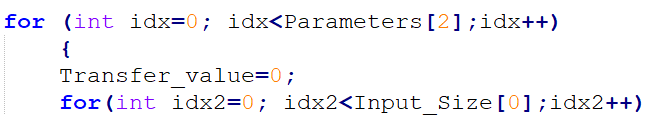 for (int idx=0; idx<Parameters[2];idx++)
{
Transfer_value=0;
for(int idx2=0; idx2<Input_Size[0];idx2++)